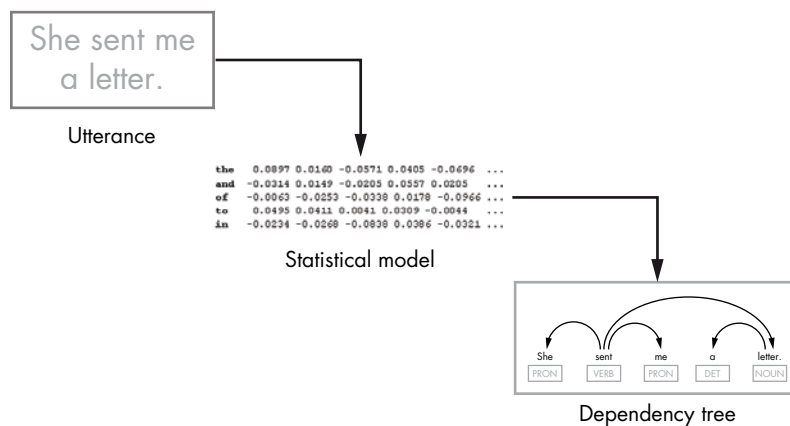 She sent me
a letter.
Utterance
the 0.0897 0.0160 -0.0571 0.0405 -0.0696 ...
and -0.0314 0.0149 -0.0205 0.0557 0.0205 ...
of -0.0063 -0.0253 -0.0338 0.0178 -0.0966 ...
to 0.0495 0.0411 0.0041 0.0309 -0.0044 ...
in -0.0234 -0.0268 -0.0838 0.0386 -0.0321 ...
Statistical model
She sent me a letter.
PRON VERB PRON DET NOUN
Dependency tree